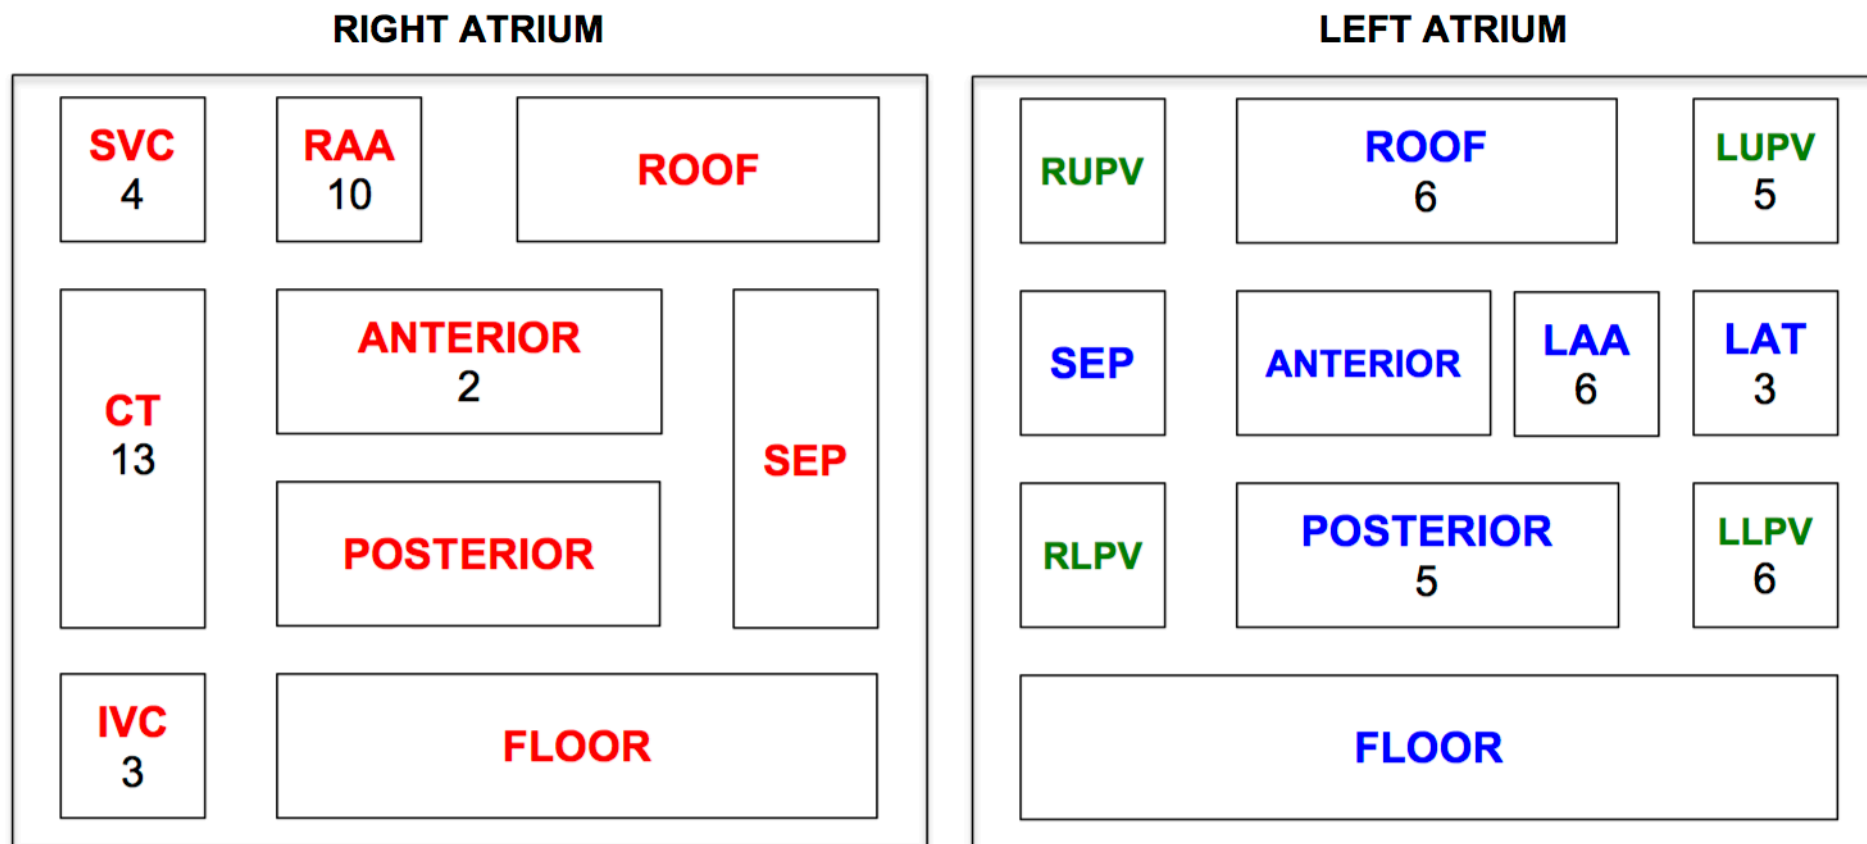 RIGHT ATRIUM
SVC
4
RAA
10
ROOF
CT
13
ANTERIOR
2
SEP
POSTERIOR
IVC
3
FLOOR
LEFT ATRIUM
RUPV
ROOF
6
LUPV
5
SEP
ANTERIOR
LAA
6
LAT
3
RLPV
POSTERIOR
5
LLPV
6
FLOOR